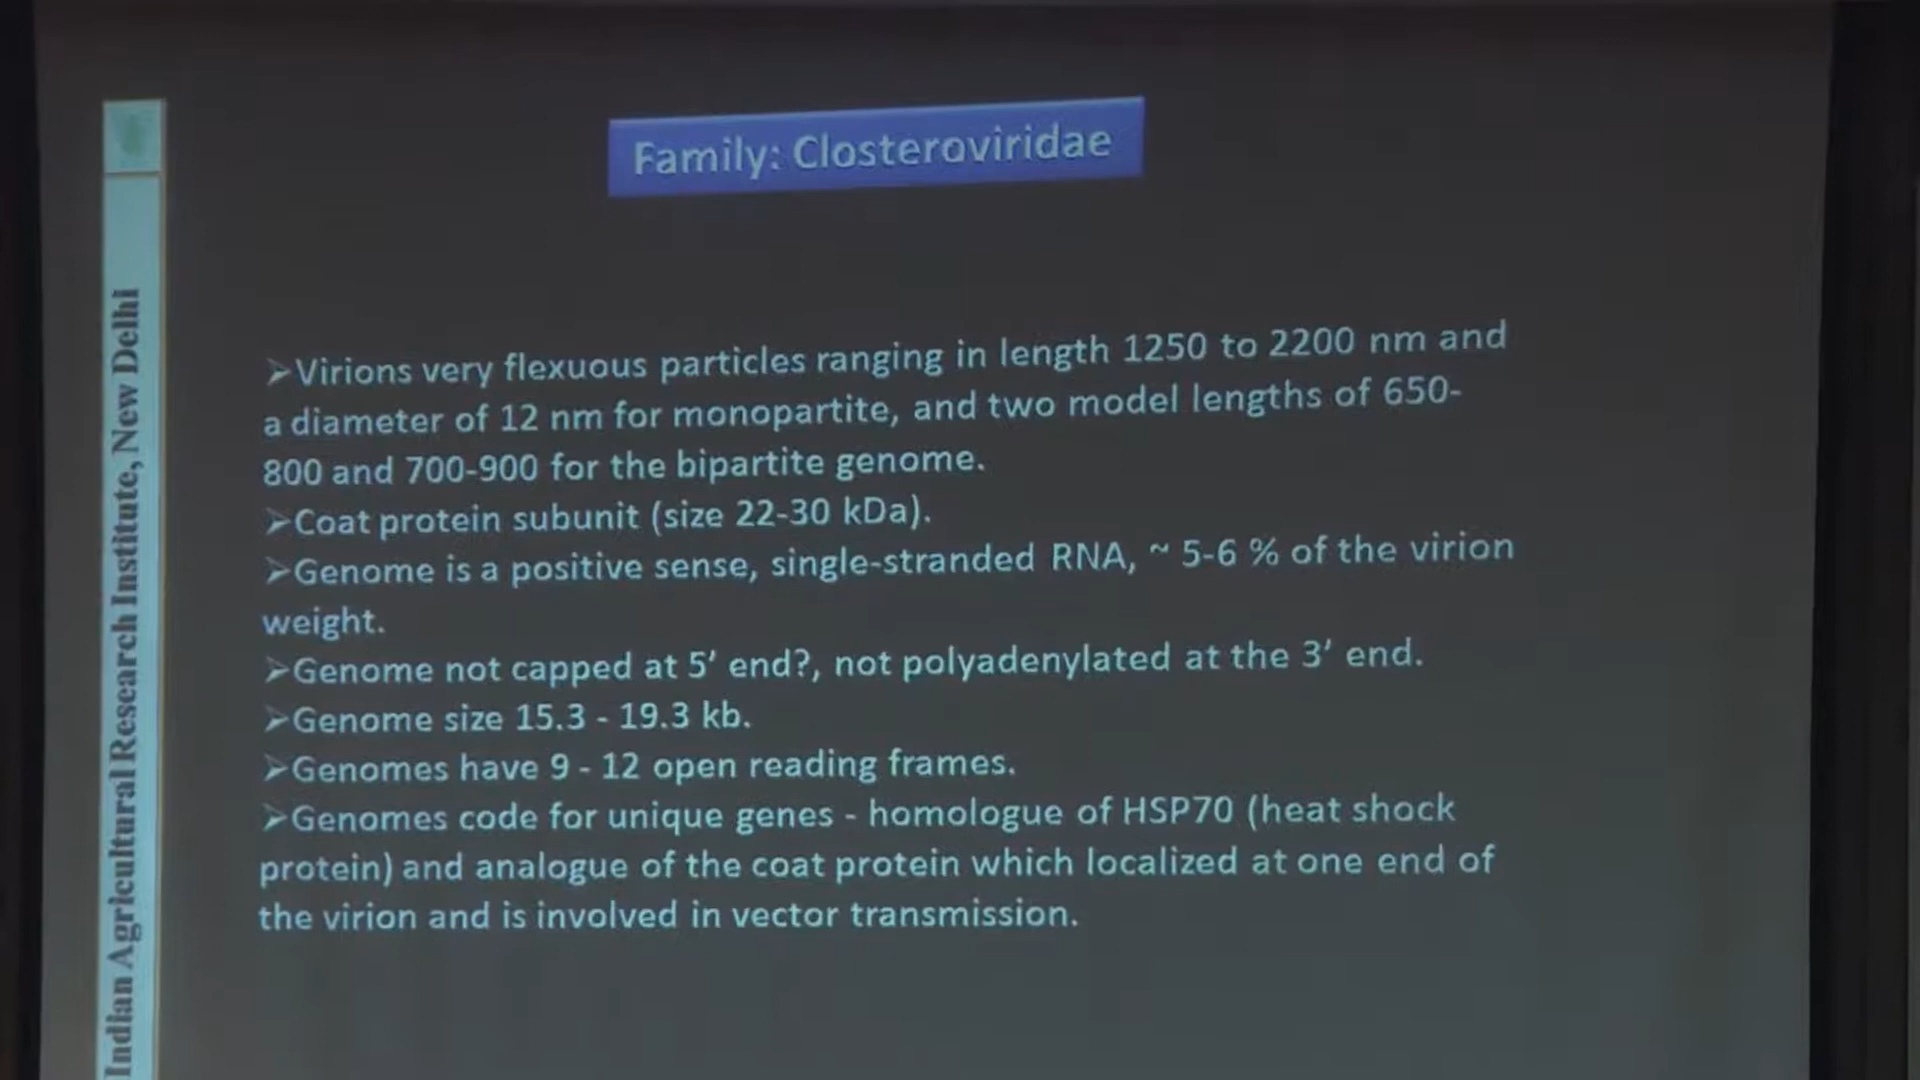 Family: Closteroviridae
Indian Agricultural Research Institute, New Delhi
➢Virions very flexuous particles ranging in length 1250 to 2200 nm and
a diameter of 12 nm for monopartite, and two model lengths of 650-
800 and 700-900 for the bipartite genome.
➢Coat protein subunit (size 22-30 kDa).
➢Genome is a positive sense, single-stranded RNA, ~ 5-6 % of the virion
weight.
➢Genome not capped at 5′ end?, not polyadenylated at the 3′ end.
➢Genome size 15.3 - 19.3 kb.
➢Genomes have 9 - 12 open reading frames.
➢Genomes code for unique genes - homologue of HSP70 (heat shock
protein) and analogue of the coat protein which localized at one end of
the virion and is involved in vector transmission.